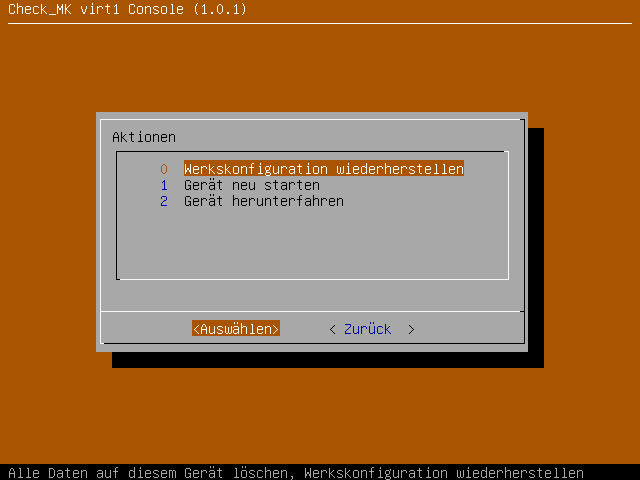 Check_MK virt1 Console (1.0.1)
Aktionen
0 Werkskonfiguration wiederherstellen
1 Gerät neu starten
2 Gerät herunterfahren
<Auswählen> < Zurück >
Alle Daten auf diesem Gerät löschen, Werkskonfiguration wiederherstellen